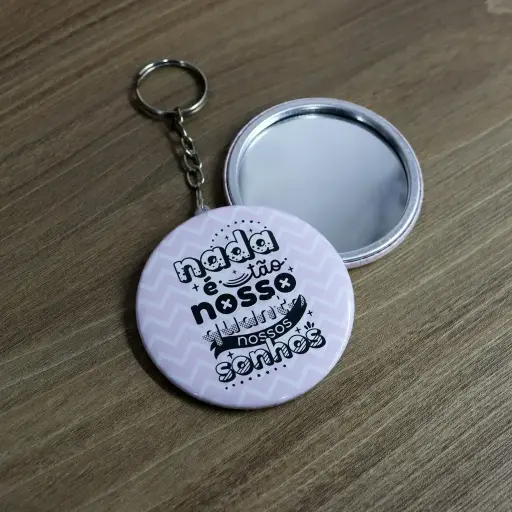 nada
é tão
nosso
quanto
nossos
sonhos